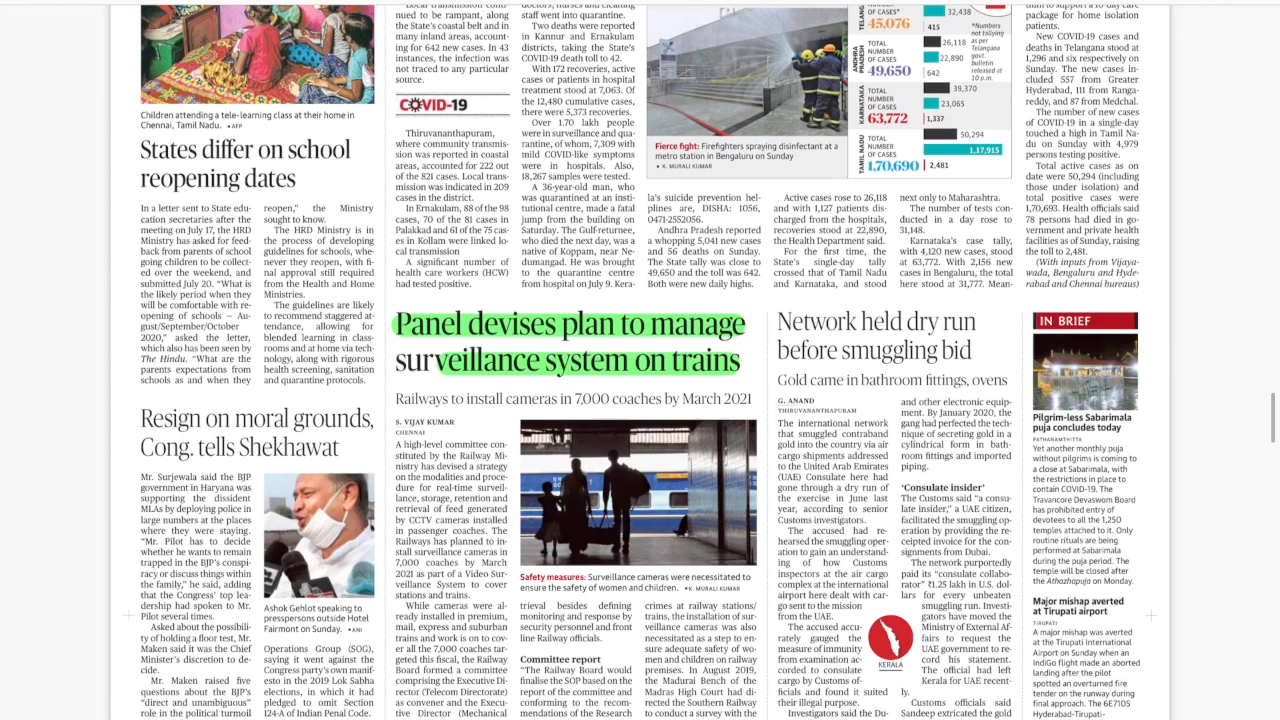 Children attending a tele-learning class at their home in
Chennai, Tamil Nadu. •AFP
States differ on school
reopening dates
In a letter sent to State edu-
cation secretaries after the
meeting on July 17, the HRD
Ministry has asked for feed-
back from parents of school
going children to be collect-
ed over the weekend, and
submitted July 20. “What is
the likely period when they
will be comfortable with re-
opening of schools – Au-
gust/September/October
2020,” asked the letter,
which also has been seen by
The Hindu. “What are the
parents expectations from
schools as and when they
reopen,” the Ministry
sought to know.
The HRD Ministry is in
the process of developing
guidelines for schools, whe-
never they reopen, with fi-
nal approval still required
from the Health and Home
Ministries.
The guidelines are likely
to recommend staggered at-
tendance, allowing for
blended learning in class-
rooms and at home via tech-
nology, along with rigorous
health screening, sanitation
and quarantine protocols.
Resign on moral grounds,
Cong. tells Shekhawat
Mr. Surjewala said the BJP
government in Haryana was
supporting the dissident
MLAs by deploying police in
large numbers at the places
where they were staying.
“Mr. Pilot has to decide
whether he wants to remain
trapped in the BJP’s conspi-
racy or discuss things within
the family,” he said, adding
that the Congress’ top lea-
dership had spoken to Mr.
Pilot several times.
Asked about the possibili-
ty of holding a floor test, Mr.
Maken said it was the Chief
Minister’s discretion to de-
cide.
Mr. Maken raised five
questions about the BJP’s
“direct and unambiguous”
role in the political turmoil
Ashok Gehlot speaking to
presspersons outside Hotel
Fairmont on Sunday. •ANI
Operations Group (SOG),
saying it went against the
Congress party’s own manif-
esto in the 2019 Lok Sabha
elections, in which it had
pledged to omit Section
124-A of Indian Penal Code.
nued to be rampant, along
the State’s coastal belt and in
many inland areas, account-
ing for 642 new cases. In 43
instances, the infection was
not traced to any particular
source.
COVID-19
Thiruvananthapuram,
where community transmis-
sion was reported in coastal
areas, accounted for 222 out
of the 821 cases. Local trans-
mission was indicated in 209
cases in the district.
In Ernakulam, 88 of the 98
cases, 70 of the 81 cases in
Palakkad and 61 of the 75 cas-
es in Kollam were linked lo-
cal transmission
A significant number of
health care workers (HCW)
had tested positive.
staff went into quarantine.
Two deaths were reported
in Kannur and Ernakulam
districts, taking the State’s
COVID-19 death toll to 42.
With 172 recoveries, active
cases or patients in hospital
treatment stood at 7,063. Of
the 12,480 cumulative cases,
there were 5,373 recoveries.
Over 1.70 lakh people
were in surveillance and qua-
rantine, of whom, 7,309 with
mild COVID-like symptoms
were in hospitals. Also,
18,267 samples were tested.
A 36-year-old man, who
was quarantined at an insti-
tutional centre, made a fatal
jump from the building on
Saturday. The Gulf-returnee,
who died the next day, was a
native of Koppam, near Ne-
dumangad. He was brought
to the quarantine centre
from hospital on July 9. Kera-
Fierce fight: Firefighters spraying disinfectant at a
metro station in Bengaluru on Sunday
•K. MURALI KUMAR
TELANG
45,076
32,438
415
ANDHRA PRADESH
TOTAL
NUMBER
OF CASES
49,650
26,118
22,890
642
KARNATAKA
TOTAL
NUMBER
OF CASES
63,772
39,370
23,065
1,337
TAMIL NADU
TOTAL
NUMBER
OF CASES
1,70,690
50,294
1,17,915
2,481
*Numbers
not tallying
as per
Telangana
govt.
bulletin
released at
10 p.m.
la’s suicide prevention hel-
plines are, DISHA: 1056,
0471-2552056.
Andhra Pradesh reported
a whopping 5,041 new cases
and 56 deaths on Sunday.
The State tally was close to
49,650 and the toll was 642.
Both were new daily highs.
Active cases rose to 26,118
and with 1,127 patients dis-
charged from the hospitals,
recoveries stood at 22,890,
the Health Department said.
For the first time, the
State’s single-day tally
crossed that of Tamil Nadu
and Karnataka, and stood
next only to Maharashtra.
The number of tests con-
ducted in a day rose to
31,148.
Karnataka’s case tally,
with 4,120 new cases, stood
at 63,772. With 2,156 new
cases in Bengaluru, the total
here stood at 31,777. Mean-
package for home isolation
patients.
New COVID-19 cases and
deaths in Telangana stood at
1,296 and six respectively on
Sunday. The new cases in-
cluded 557 from Greater
Hyderabad, 111 from Ranga-
reddy, and 87 from Medchal.
The number of new cases
of COVID-19 in a single-day
touched a high in Tamil Na-
du on Sunday with 4,979
persons testing positive.
Total active cases as on
date were 50,294 (including
those under isolation) and
total positive cases were
1,70,693. Health officials said
78 persons had died in go-
vernment and private health
facilities as of Sunday, raising
the toll to 2,481.
(With inputs from Vijaya-
wada, Bengaluru and Hyde-
rabad and Chennai bureaus)
Panel devises plan to manage
surveillance system on trains
Railways to install cameras in 7,000 coaches by March 2021
S. VIJAY KUMAR
CHENNAI
A high-level committee con-
stituted by the Railway Mi-
nistry has devised a strategy
on the modalities and proce-
dure for real-time surveil-
lance, storage, retention and
retrieval of feed generated
by CCTV cameras installed
in passenger coaches. The
Railways has planned to in-
stall surveillance cameras in
7,000 coaches by March
2021 as part of a Video Sur-
veillance System to cover
stations and trains.
While cameras were al-
ready installed in premium,
mail, express and suburban
trains and work is on to cov-
er all the 7,000 coaches tar-
geted this fiscal, the Railway
Board formed a committee
comprising the Executive Di-
rector (Telecom Directorate)
as convener and the Execu-
tive Director (Mechanical
Safety measures: Surveillance cameras were necessitated to
ensure the safety of women and children. •K. MURALI KUMAR
trieval besides defining
monitoring and response by
security personnel and front
line Railway officials.
Committee report
“The Railway Board would
finalise the SOP based on the
report of the committee and
conforming to the recom-
mendations of the Research
crimes at railway stations/
trains, the installation of sur-
veillance cameras was also
necessitated as a step to en-
sure adequate safety of wo-
men and children on railway
premises. In August 2019,
the Madurai Bench of the
Madras High Court had di-
rected the Southern Railway
to conduct a survey with the
Network held dry run
before smuggling bid
Gold came in bathroom fittings, ovens
G. ANAND
THIRUVANANTHAPURAM
The international network
that smuggled contraband
gold into the country via air
cargo shipments addressed
to the United Arab Emirates
(UAE) Consulate here had
gone through a dry run of
the exercise in June last
year, according to senior
Customs investigators.
The accused had re-
hearsed the smuggling oper-
ation to gain an understand-
ing of how Customs
inspectors at the air cargo
complex at the international
airport here dealt with car-
go sent to the mission
from the UAE.
The accused accu-
rately gauged the
measure of immunity
from examination ac-
corded to consulate
cargo by Customs of-
ficials and found it suited
their illegal purpose.
Investigators said the Du-
and other electronic equip-
ment. By January 2020, the
gang had perfected the tech-
nique of secreting gold in a
cylindrical form in bath-
room fittings and imported
piping.
‘Consulate insider’
The Customs said “a consu-
late insider,” a UAE citizen,
facilitated the smuggling op-
eration by providing the re-
ceipted invoice for the con-
signments from Dubai.
The network purportedly
paid its “consulate collabo-
rator” ₹1.25 lakh in U.S. dol-
lars for every unbeaten
smuggling run. Investi-
gators have moved the
Ministry of External Af-
fairs to request the
UAE government to re-
cord his statement.
The official had left
Kerala for UAE recent-
ly.
Customs officials said
Sandeep extricated the gold
KERALA
IN BRIEF
Pilgrim-less Sabarimala
puja concludes today
PATHANAMTHITTA
Yet another monthly puja
without pilgrims is coming to
a close at Sabarimala, with
the restrictions in place to
contain COVID-19. The
Travancore Devaswom Board
has prohibited entry of
devotees to all the 1,250
temples attached to it. Only
routine rituals are being
performed at Sabarimala
during the puja period. The
temple will be closed after
the Athazhapuja on Monday.
Major mishap averted
at Tirupati airport
TIRUPATI
A major mishap was averted
at the Tirupati International
Airport on Sunday when an
IndiGo flight made an aborted
landing after the pilot
spotted an overturned fire
tender on the runway during
her final approach. The 6E7105
Hyderabad-Tirupati-